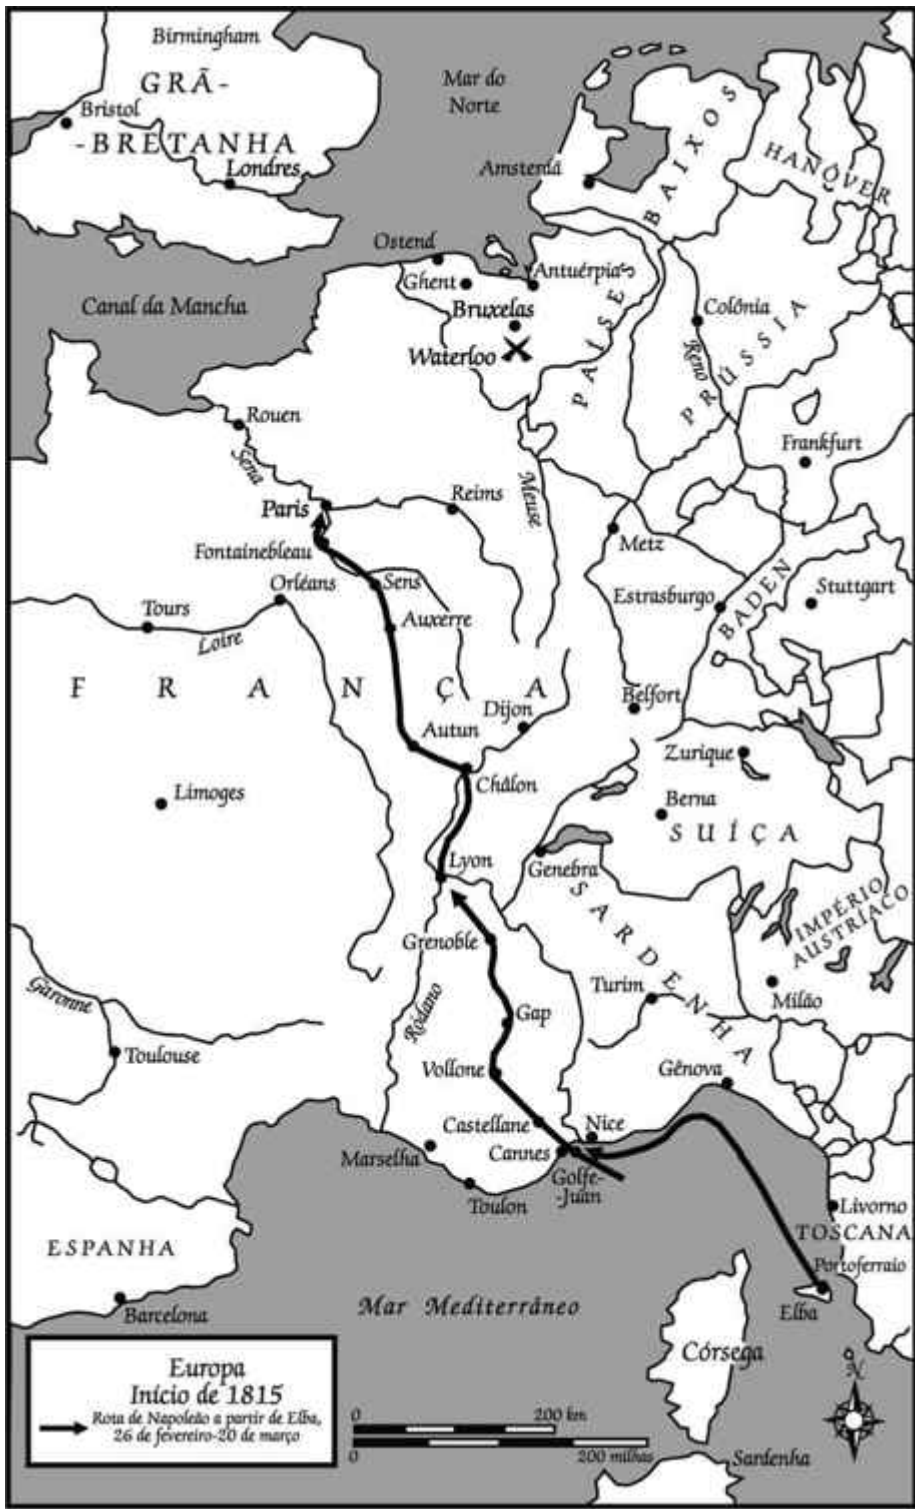 Birmingham
GRÃ-
Bristol
-BRETANHA
Londres
Mar do
Norte
Amsterdã
PAÍSES BAIXOS
HANÔVER
Ostend
Ghent
Antuérpia
Canal da Mancha
Bruxelas
Waterloo
Colônia
Reno
PRÚSSIA
Rouen
Sena
Frankfurt
Paris
Reims
Meuse
Metz
Fontainebleau
Orléans
Sens
Estrasburgo
BADEN
Stuttgart
Tours
Loire
Auxerre
FRANÇA
Belfort
Dijon
Autun
Zurique
Châlon
Limoges
Berna
SUÍÇA
Lyon
Genebra
SARDENHA
IMPÉRIO
AUSTRÍACO
Grenoble
Garonne
Ródano
Turim
Milão
Gap
Toulouse
Vollone
Gênova
Castellane
Nice
Marselha
Cannes
Golfe-
-Juan
Toulon
Livorno
TOSCANA
ESPANHA
Portoferraio
Elba
Barcelona
Mar Mediterrâneo
Córsega
N
Europa
Início de 1815
Rota de Napoleão a partir de Elba,
26 de fevereiro-20 de março
0 200 km
0 200 milhas
Sardenha